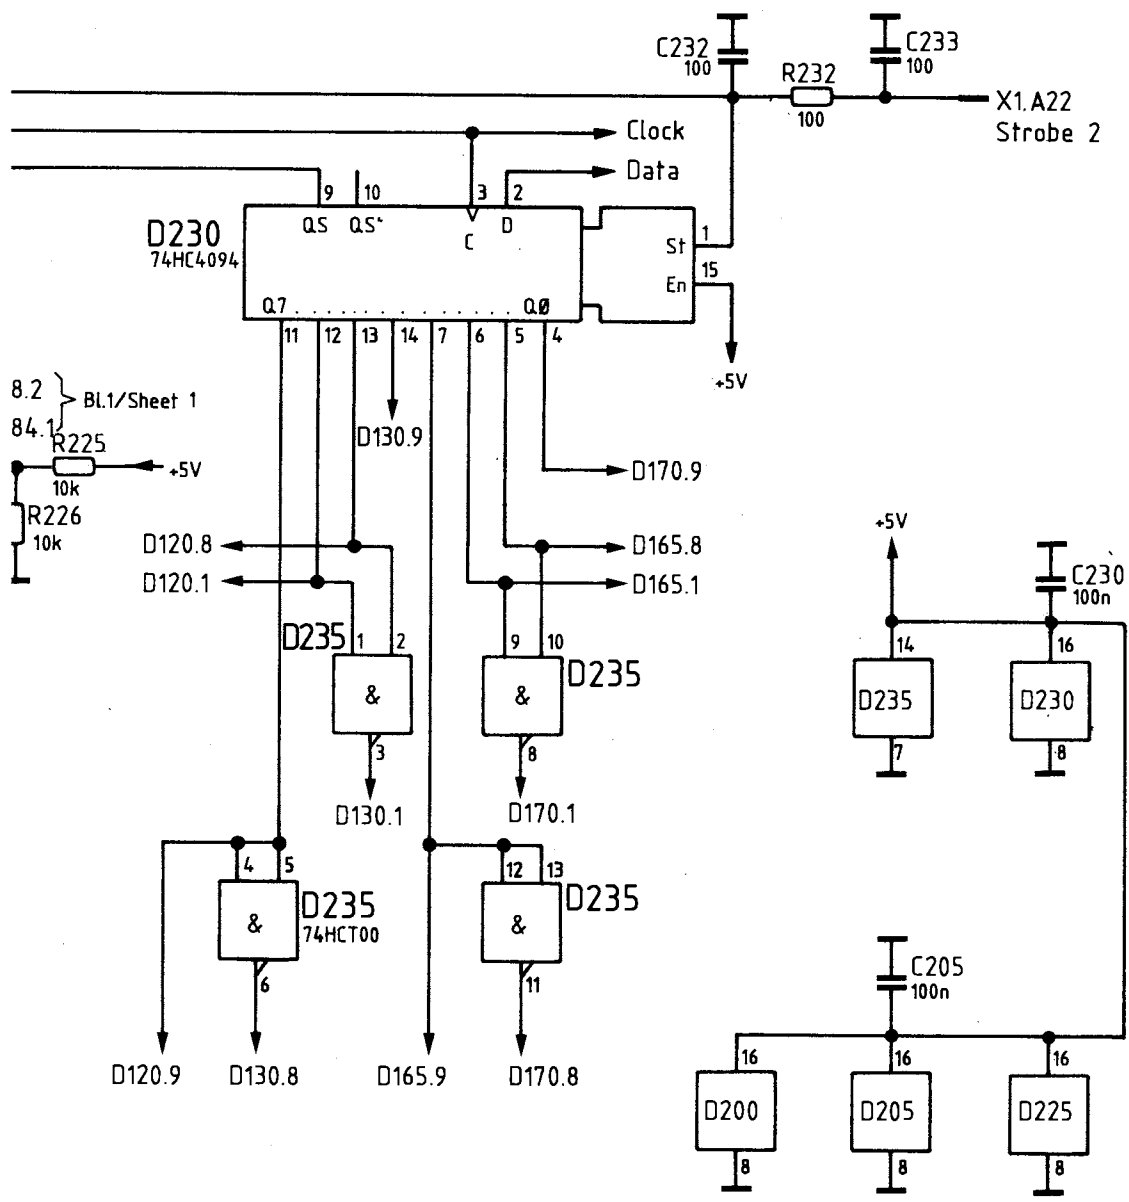 C232
100
C233
100
R232
100
X1.A22
Strobe 2
Clock
Data
9
10
3
2
D230
74HC4094
QS
QS'
C
D
St
1
En
15
Q7
QØ
11
12
13
14
7
6
5
4
+5V
8.2
84.1
Bl.1/Sheet 1
R225
10k
+5V
R226
10k
D130.9
D170.9
D120.8
D120.1
D165.8
D165.1
D235
1
2
&
3
D130.1
9
10
D235
&
8
D170.1
+5V
C230
100n
14
D235
7
16
D230
8
4
5
D235
74HCT00
&
6
12
13
D235
&
11
D120.9
D130.8
D165.9
D170.8
C205
100n
16
D200
8
16
D205
8
16
D225
8